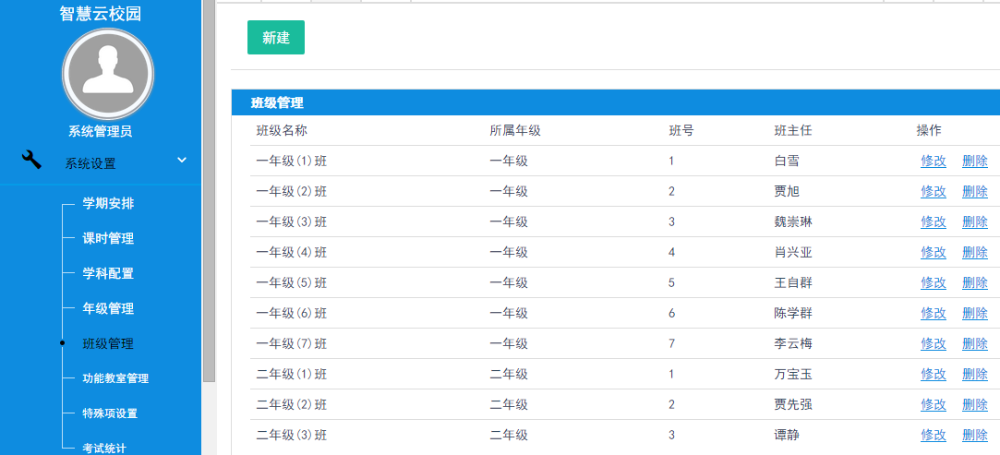 智慧云校园
系统管理员
系统设置
学期安排
课时管理
学科配置
年级管理
班级管理
功能教室管理
特殊项设置
考试统计
新建
班级管理
班级名称 所属年级 班号 班主任 操作
一年级(1)班 一年级 1 白雪 修改 删除
一年级(2)班 一年级 2 贾旭 修改 删除
一年级(3)班 一年级 3 魏崇琳 修改 删除
一年级(4)班 一年级 4 肖兴亚 修改 删除
一年级(5)班 一年级 5 王自群 修改 删除
一年级(6)班 一年级 6 陈学群 修改 删除
一年级(7)班 一年级 7 李云梅 修改 删除
二年级(1)班 二年级 1 万宝玉 修改 删除
二年级(2)班 二年级 2 贾先强 修改 删除
二年级(3)班 二年级 3 谭静 修改 删除